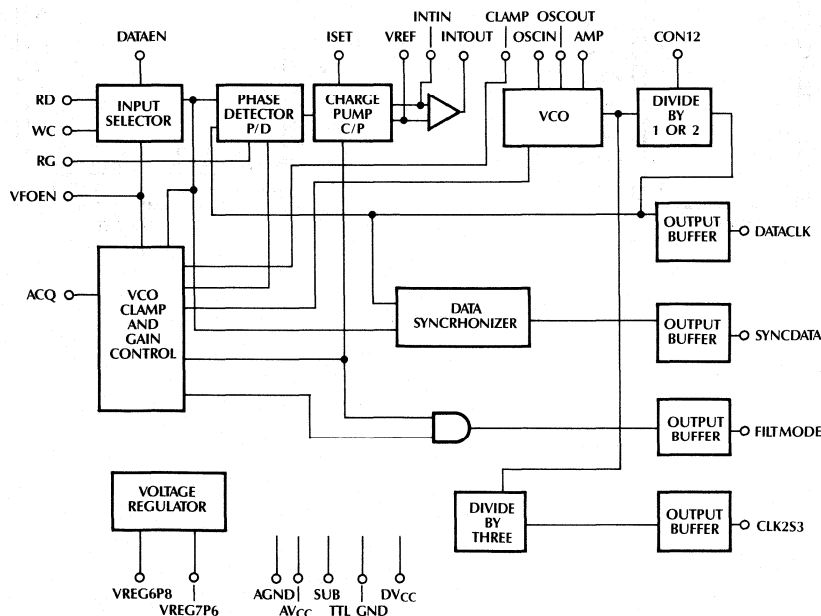 INTIN
CLAMP
OSCOUT
DATAEN
ISET
VREF
INTOUT
OSCIN
AMP
CON12
RD
WC
RG
VFOEN
ACQ
INPUT
SELECTOR
PHASE
DETECTOR
P/D
CHARGE
PUMP
C/P
VCO
DIVIDE
BY
1 OR 2
OUTPUT
BUFFER
DATACLK
VCO
CLAMP
AND
GAIN
CONTROL
DATA
SYNCRHONIZER
OUTPUT
BUFFER
SYNCDATA
OUTPUT
BUFFER
FILTMODE
VOLTAGE
REGULATOR
DIVIDE
BY
THREE
OUTPUT
BUFFER
CLK2S3
VREG6P8
VREG7P6
AGND
AVCC
SUB
TTL GND
DVCC